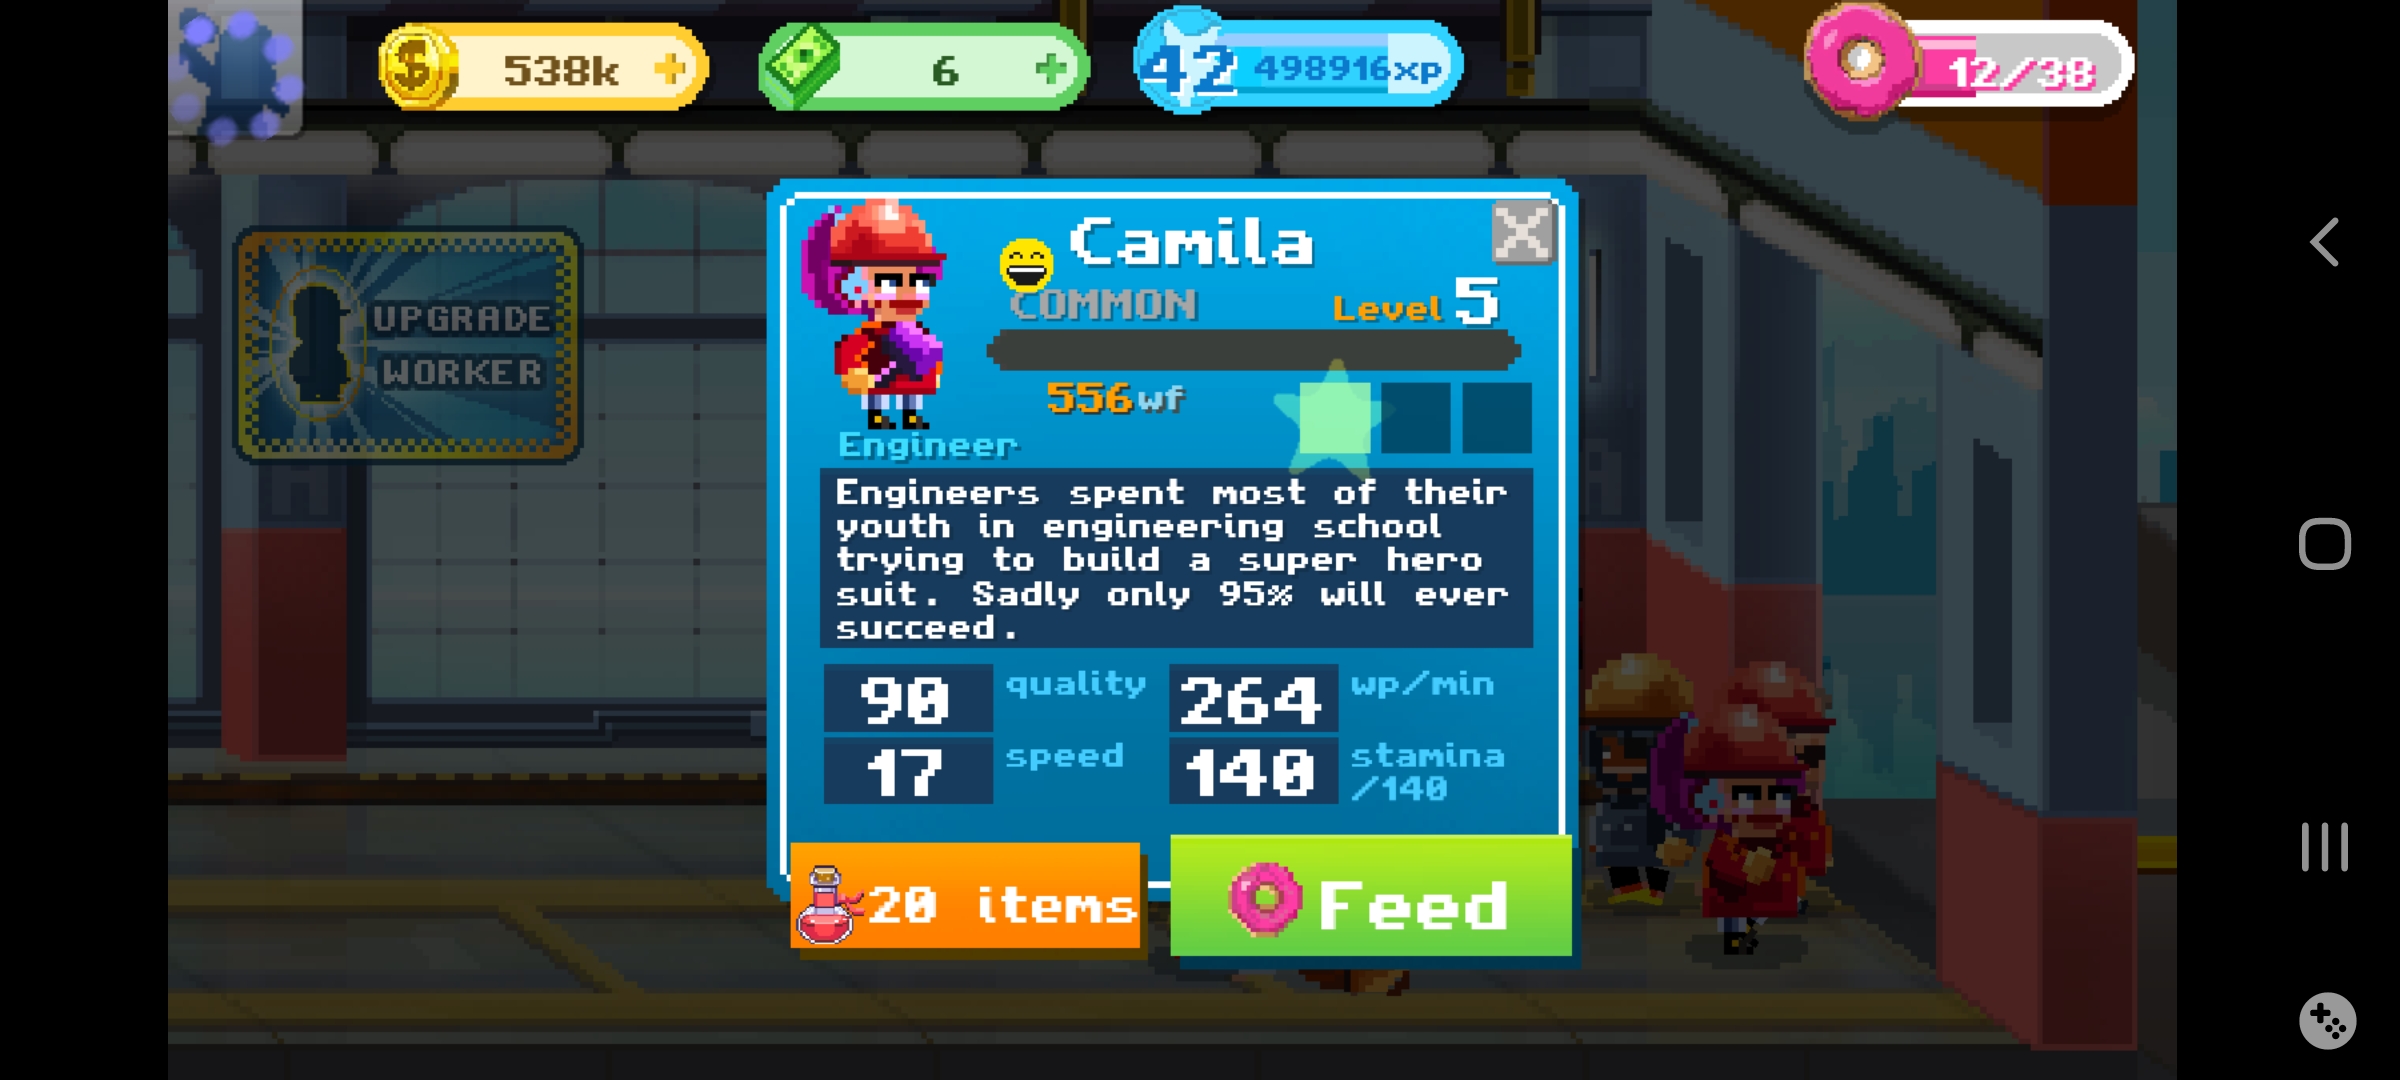 538k
6
42 498916xp
12/38
UPGRADE
WORKER
Camila
COMMON
Level 5
556wf
Engineer
Engineers spent most of their
youth in engineering school
trying to build a super hero
suit. Sadly only 95% will ever
succeed.
90 quality
264 wp/min
17 speed
140 stamina
/140
20 items
Feed